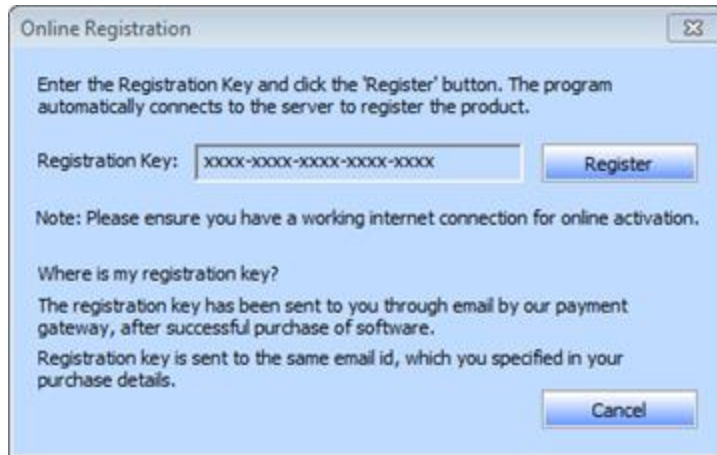 Online Registration
Enter the Registration Key and click the 'Register' button. The program
automatically connects to the server to register the product.
Registration Key: xxxx-xxxx-xxxx-xxxx-xxxx Register
Note: Please ensure you have a working internet connection for online activation.
Where is my registration key?
The registration key has been sent to you through email by our payment
gateway, after successful purchase of software.
Registration key is sent to the same email id, which you specified in your
purchase details.
Cancel